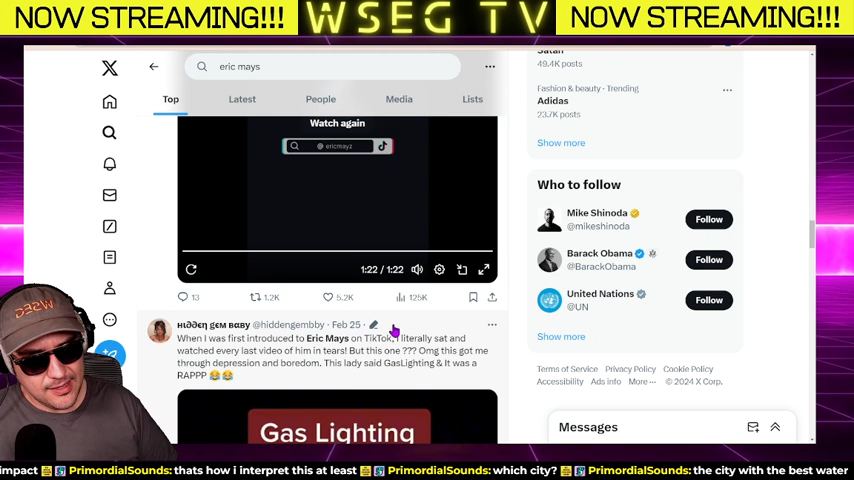 NOW STREAMING!!!
WSEG TV
NOW STREAMING!!!
eric mays
Top
Latest
People
Media
Lists
Watch again
@ ericmayz
1:22 / 1:22
13
1.2K
5.2K
125K
нι∂∂єη gєм вαву @hiddengembby · Feb 25 ·
When I was first introduced to Eric Mays on TikTok, I literally sat and
watched every last video of him in tears! But this one ??? Omg this got me
through depression and boredom. This lady said GasLighting & It was a
RAPPP 😂😂
Gas Lighting
49.4K posts
Fashion & beauty · Trending
Adidas
23.7K posts
Show more
Who to follow
Mike Shinoda
@mikeshinoda
Follow
Barack Obama
@BarackObama
Follow
United Nations
@UN
Follow
Show more
Terms of Service Privacy Policy Cookie Policy
Accessibility Ads info More ··· © 2024 X Corp.
Messages
impact PrimordialSounds: thats how i interpret this at least PrimordialSounds: which city? PrimordialSounds: the city with the best water